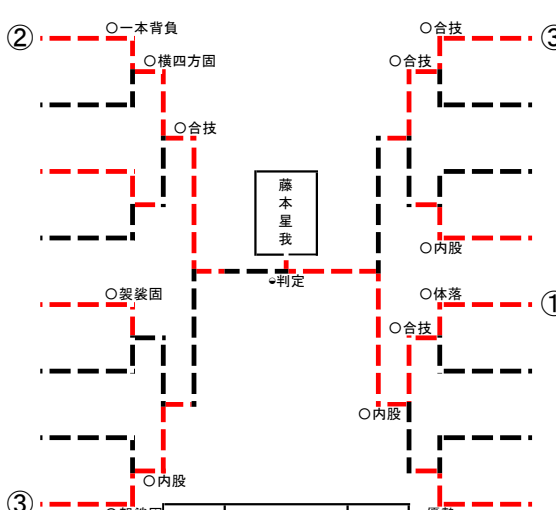 ② ○一本背負 ○合技 ③
○横四方固 ○合技
○合技
藤本星我
○内股
判定
○袈裟固 ○体落 ①
○合技
○内股
○内股
③